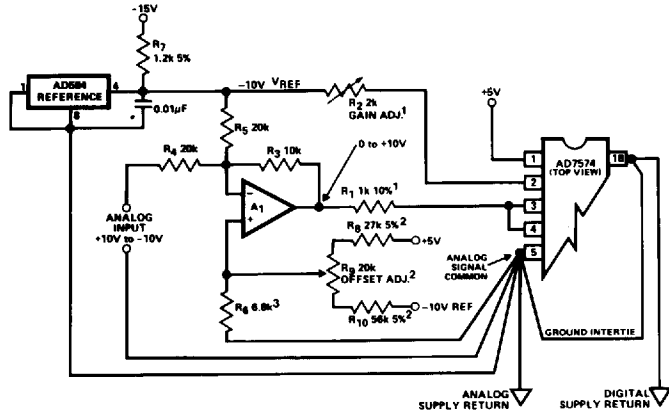 -15V
R7
1.2k 5%
1
AD584
REFERENCE
4
8
0.01µF
-10V VREF
R2 2k
GAIN ADJ.1
+5V
R5 20k
R4 20k
R3 10k
0 to +10V
A1
−
+
R1 1k 10%1
ANALOG
INPUT
+10V to -10V
R8 27k 5%2
+5V
R9 20k
OFFSET ADJ.2
R6 6.8k3
-10V REF
R10 56k 5%2
ANALOG
SIGNAL
COMMON
1
2
3
4
5
AD7574
(TOP VIEW)
18
GROUND INTERTIE
ANALOG
SUPPLY RETURN
DIGITAL
SUPPLY RETURN